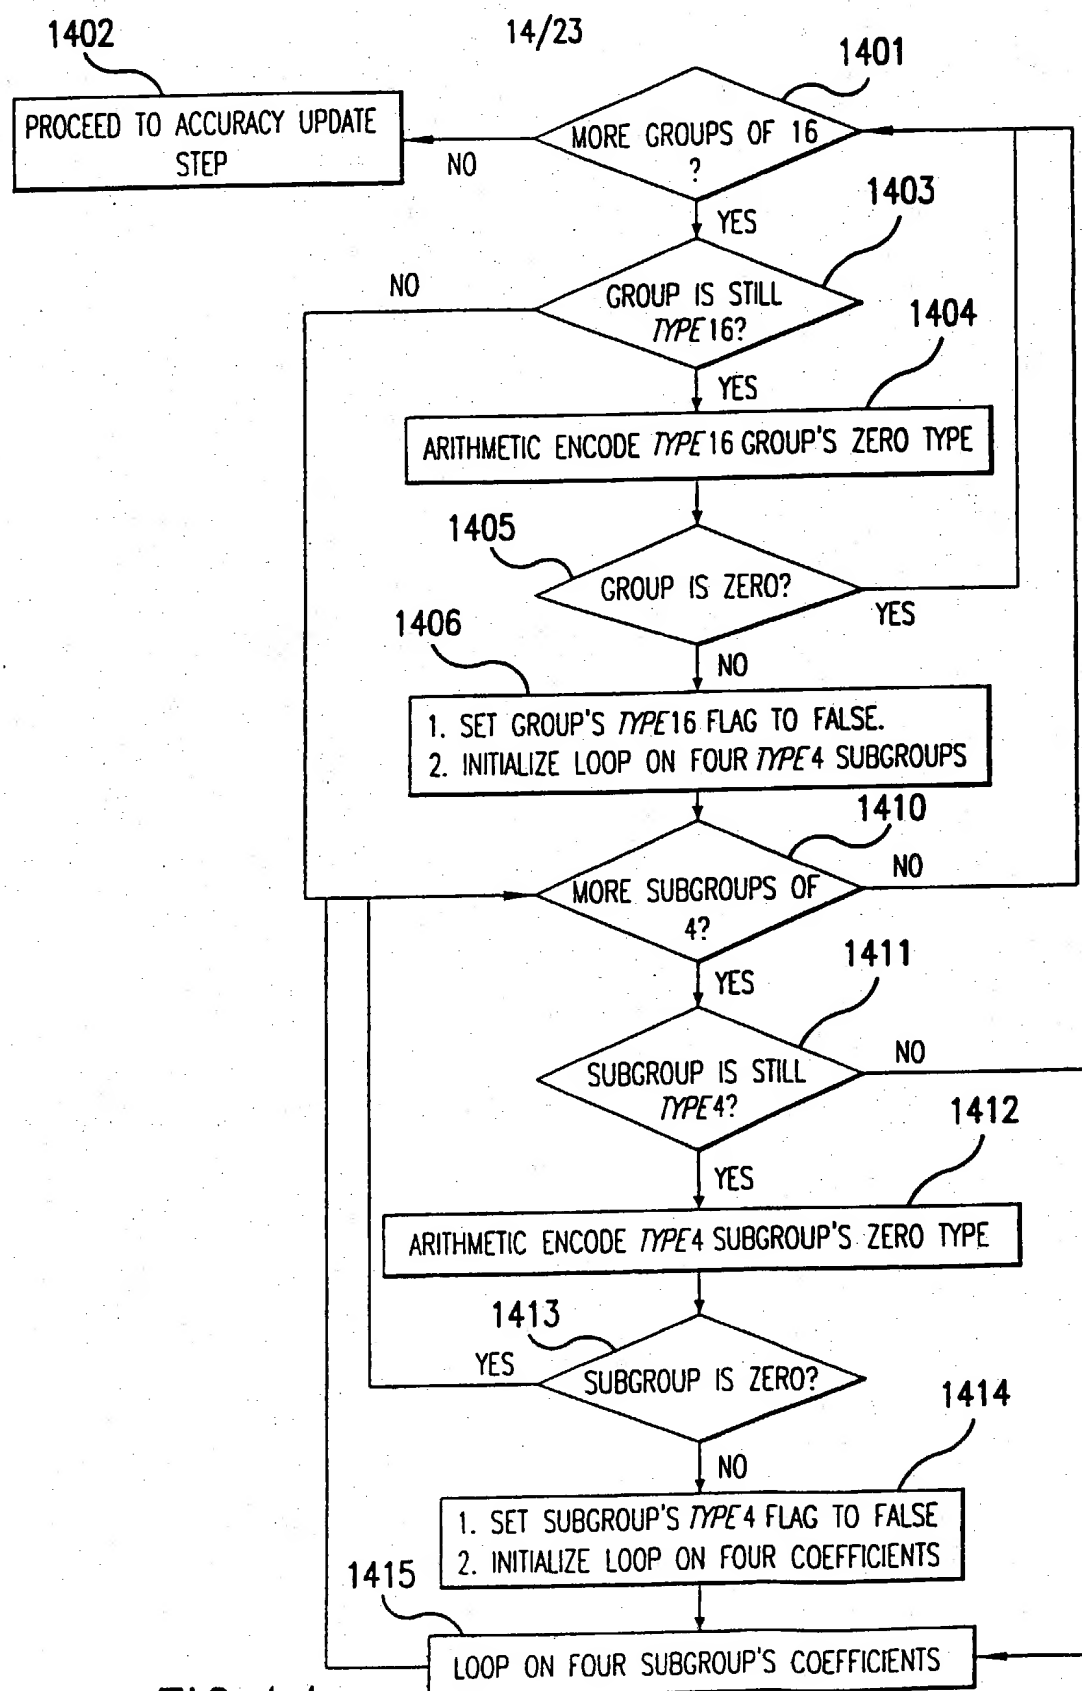 14/23
1402
1401
PROCEED TO ACCURACY UPDATE
STEP
MORE GROUPS OF 16
?
NO
YES
1403
NO
GROUP IS STILL
TYPE 16?
1404
YES
ARITHMETIC ENCODE TYPE 16 GROUP'S ZERO TYPE
1405
GROUP IS ZERO?
YES
1406
NO
1. SET GROUP'S TYPE 16 FLAG TO FALSE.
2. INITIALIZE LOOP ON FOUR TYPE 4 SUBGROUPS
1410
MORE SUBGROUPS OF
4?
NO
YES
1411
SUBGROUP IS STILL
TYPE 4?
NO
1412
YES
ARITHMETIC ENCODE TYPE 4 SUBGROUP'S ZERO TYPE
1413
YES
SUBGROUP IS ZERO?
1414
NO
1. SET SUBGROUP'S TYPE 4 FLAG TO FALSE
2. INITIALIZE LOOP ON FOUR COEFFICIENTS
1415
LOOP ON FOUR SUBGROUP'S COEFFICIENTS